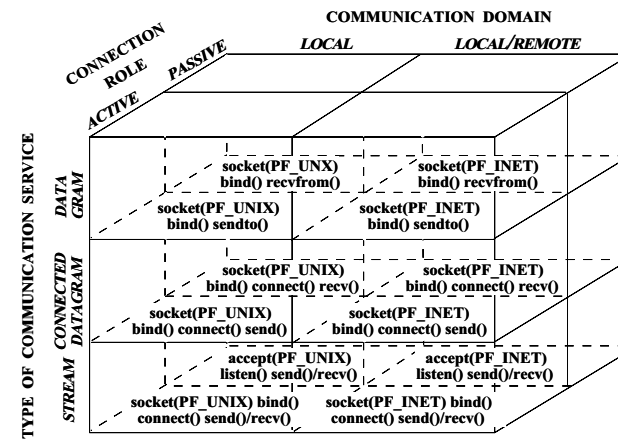 COMMUNICATION DOMAIN
LOCAL
LOCAL/REMOTE
CONNECTION
ROLE
PASSIVE
ACTIVE
TYPE OF COMMUNICATION SERVICE
DATA
GRAM
socket(PF_UNX)
bind() recvfrom()
socket(PF_INET)
bind() recvfrom()
socket(PF_UNIX)
bind() sendto()
socket(PF_INET)
bind() sendto()
CONNECTED
DATAGRAM
socket(PF_UNIX)
bind() connect() recv()
socket(PF_INET)
bind() connect() recv()
socket(PF_UNIX)
bind() connect() send()
socket(PF_INET)
bind() connect() send()
STREAM
accept(PF_UNIX)
listen() send()/recv()
accept(PF_INET)
listen() send()/recv()
socket(PF_UNIX) bind()
connect() send()/recv()
socket(PF_INET) bind()
connect() send()/recv()